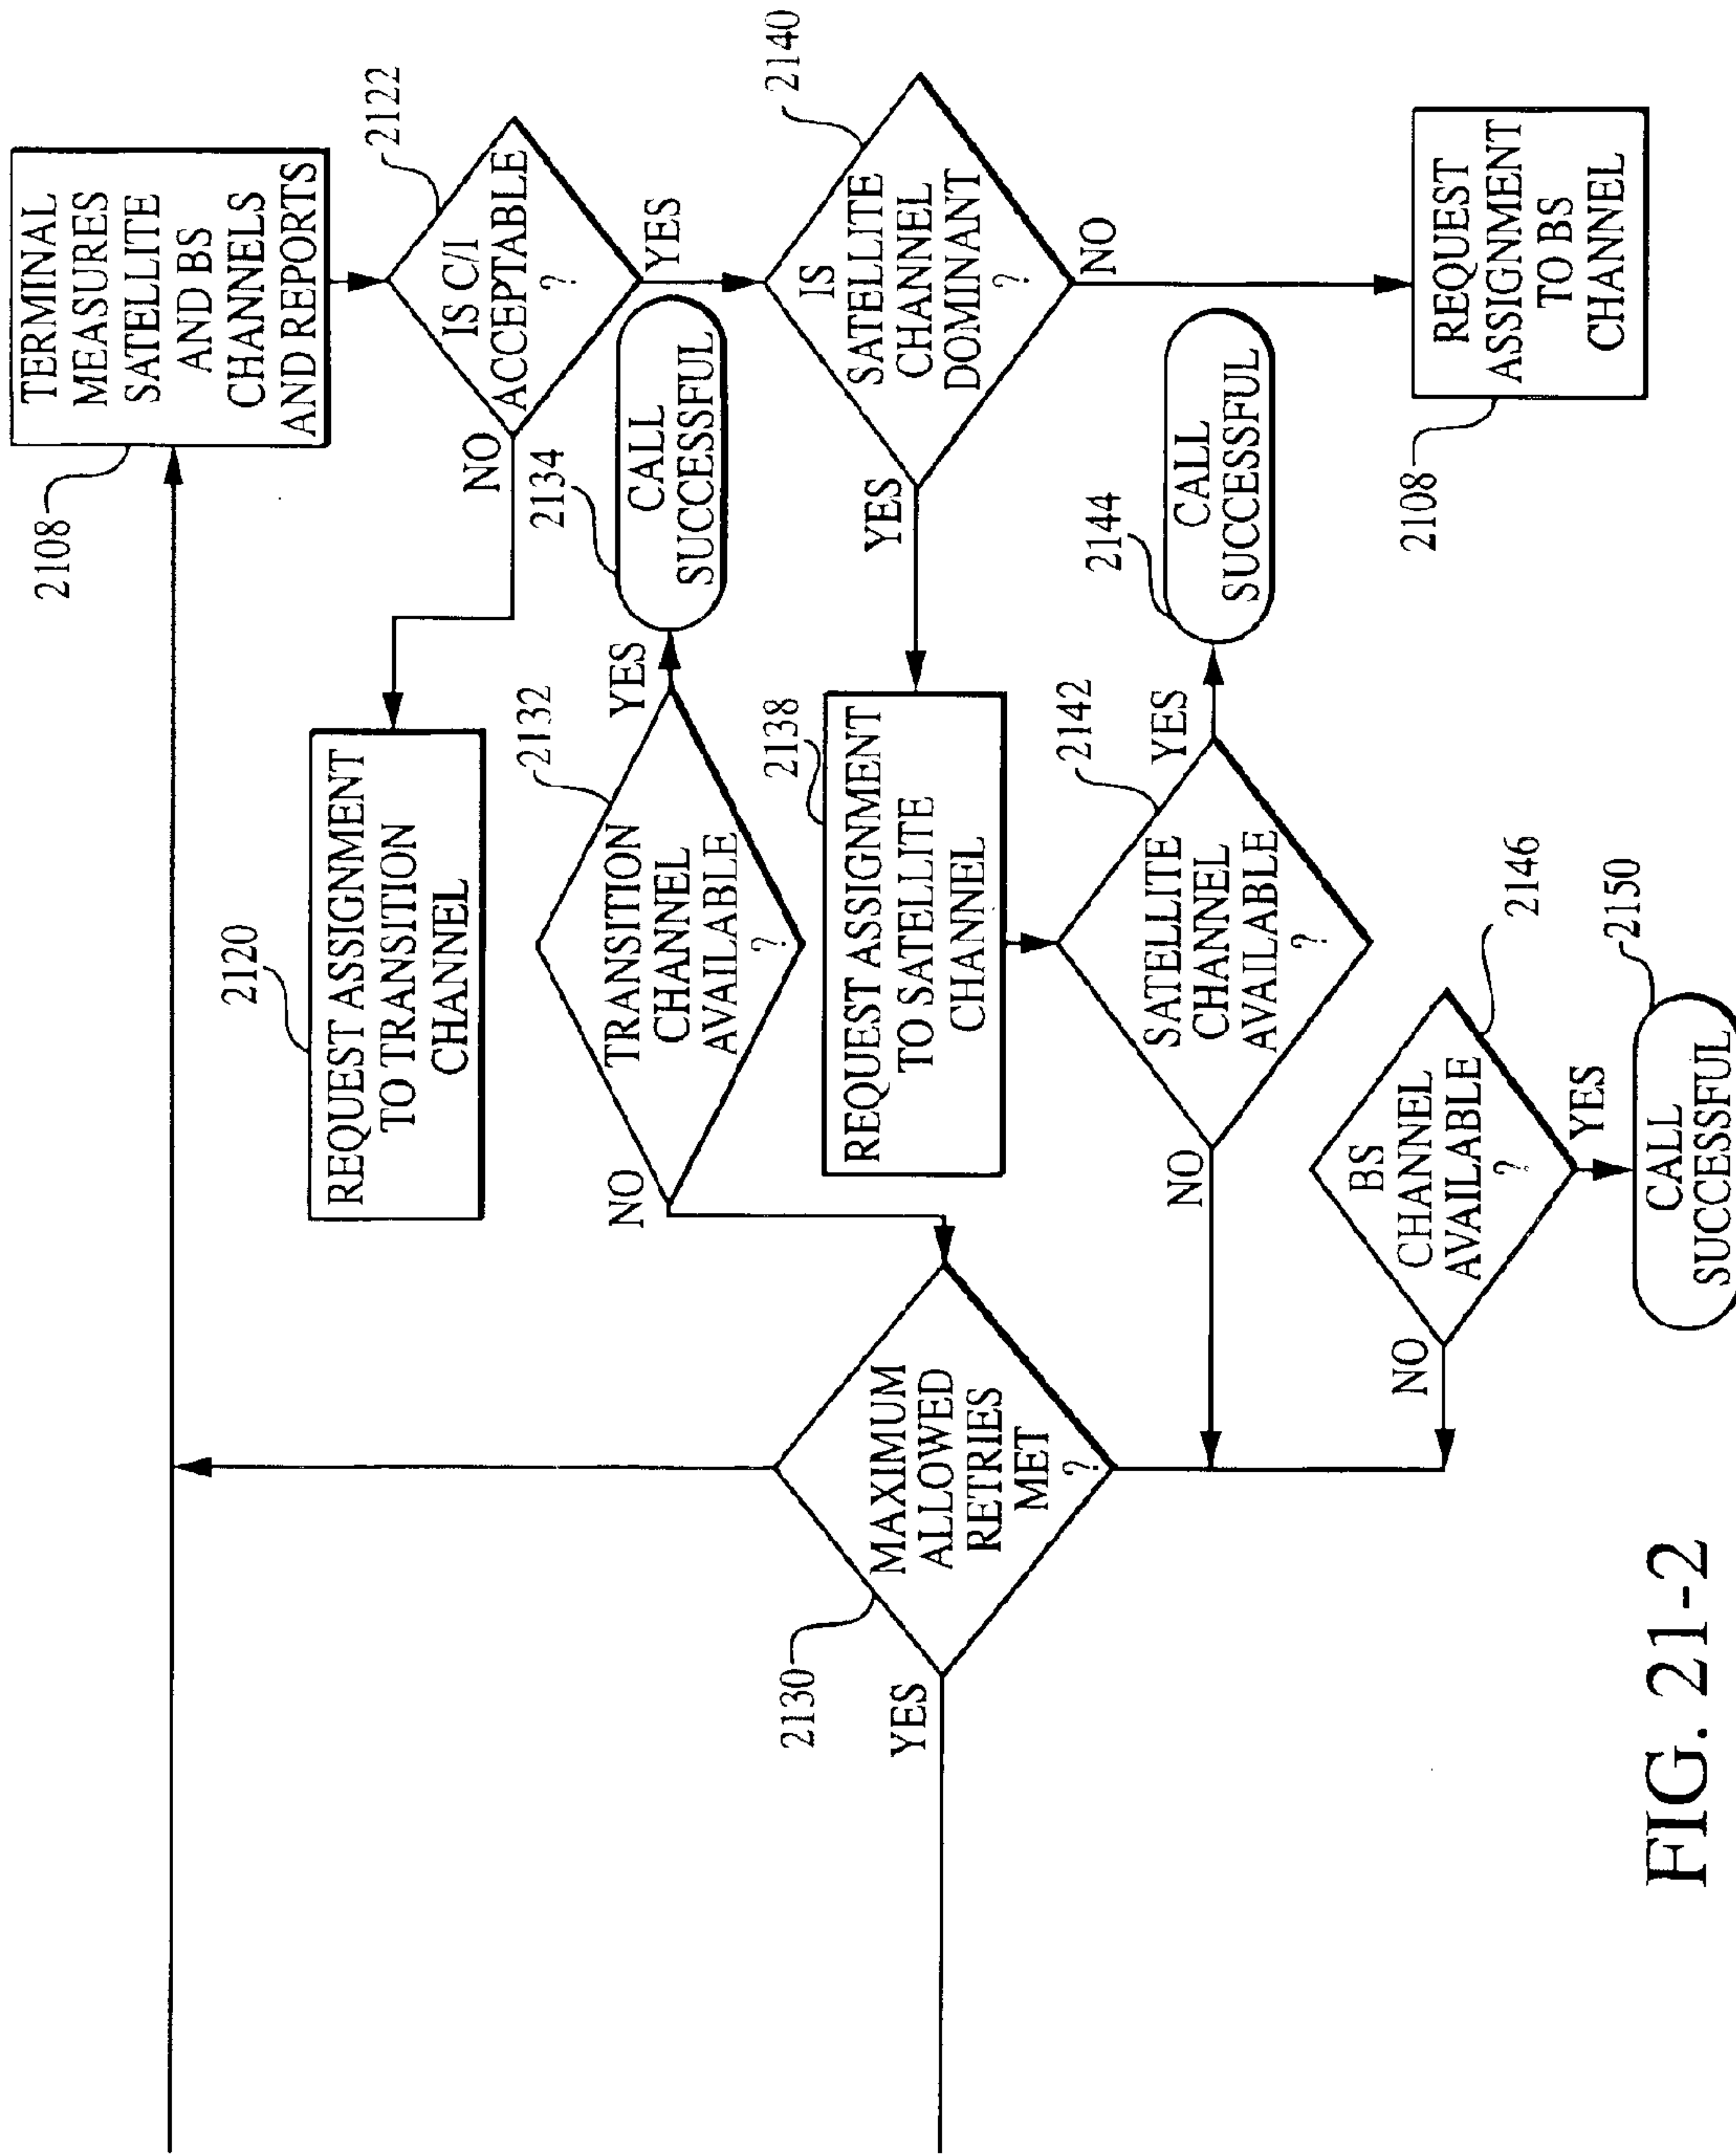 2108
TERMINAL
MEASURES
SATELLITE
AND BS
CHANNELS
AND REPORTS
2122
IS C/I
ACCEPTABLE
?
NO
YES
2120
REQUEST ASSIGNMENT
TO TRANSITION
CHANNEL
2134
CALL
SUCCESSFUL
YES
2132
TRANSITION
CHANNEL
AVAILABLE
?
NO
2140
IS
SATELLITE
CHANNEL
DOMINANT
?
YES
NO
2138
REQUEST ASSIGNMENT
TO SATELLITE
CHANNEL
2130
MAXIMUM
ALLOWED
RETRIES
MET
?
YES
2142
SATELLITE
CHANNEL
AVAILABLE
?
YES
NO
2144
CALL
SUCCESSFUL
2108
REQUEST
ASSIGNMENT
TO BS
CHANNEL
2146
BS
CHANNEL
AVAILABLE
?
NO
YES
2150
CALL
SUCCESSFUL
FIG. 21-2